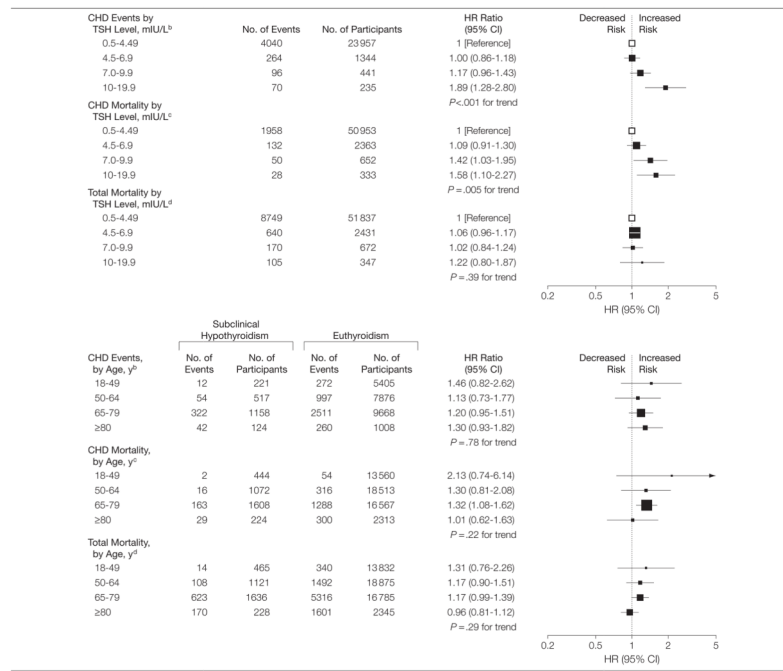 CHD Events by
TSH Level, mIU/Lb No. of Events No. of Participants HR Ratio (95% CI) Decreased Risk Increased Risk
0.5-4.49 4040 23957 1 [Reference]
4.5-6.9 264 1344 1.00 (0.86-1.18)
7.0-9.9 96 441 1.17 (0.96-1.43)
10-19.9 70 235 1.89 (1.28-2.80)
P<.001 for trend
CHD Mortality by
TSH Level, mIU/Lc
0.5-4.49 1958 50953 1 [Reference]
4.5-6.9 132 2363 1.09 (0.91-1.30)
7.0-9.9 50 652 1.42 (1.03-1.95)
10-19.9 28 333 1.58 (1.10-2.27)
P=.005 for trend
Total Mortality by
TSH Level, mIU/Ld
0.5-4.49 8749 51837 1 [Reference]
4.5-6.9 640 2431 1.06 (0.96-1.17)
7.0-9.9 170 672 1.02 (0.84-1.24)
10-19.9 105 347 1.22 (0.80-1.87)
P=.39 for trend
0.2 0.5 1 2 5
HR (95% CI)
Subclinical
Hypothyroidism Euthyroidism
CHD Events, No. of No. of No. of No. of HR Ratio Decreased Increased
by Age, yb Events Participants Events Participants (95% CI) Risk Risk
18-49 12 221 272 5405 1.46 (0.82-2.62)
50-64 54 517 997 7876 1.13 (0.73-1.77)
65-79 322 1158 2511 9668 1.20 (0.95-1.51)
≥80 42 124 260 1008 1.30 (0.93-1.82)
P=.78 for trend
CHD Mortality,
by Age, yc
18-49 2 444 54 13560 2.13 (0.74-6.14)
50-64 16 1072 316 18513 1.30 (0.81-2.08)
65-79 163 1608 1288 16567 1.32 (1.08-1.62)
≥80 29 224 300 2313 1.01 (0.62-1.63)
P=.22 for trend
Total Mortality,
by Age, yd
18-49 14 465 340 13832 1.31 (0.76-2.26)
50-64 108 1121 1492 18875 1.17 (0.90-1.51)
65-79 623 1636 5316 16785 1.17 (0.99-1.39)
≥80 170 228 1601 2345 0.96 (0.81-1.12)
P=.29 for trend
0.2 0.5 1 2 5
HR (95% CI)